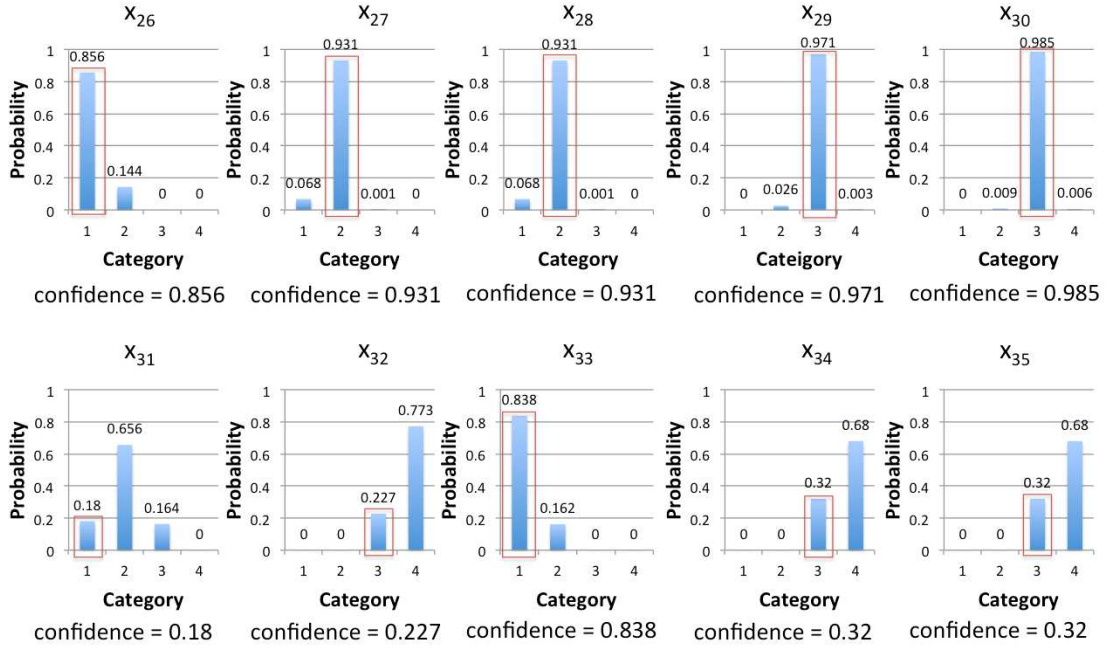 X26
Probability
1
0.8
0.6
0.4
0.2
0
0.856
0.144
0
0
1 2 3 4
Category
confidence = 0.856
X27
Probability
1
0.8
0.6
0.4
0.2
0
0.068
0.931
0.001
0
1 2 3 4
Category
confidence = 0.931
X28
Probability
1
0.8
0.6
0.4
0.2
0
0.068
0.931
0.001
0
1 2 3 4
Category
confidence = 0.931
X29
Probability
1
0.8
0.6
0.4
0.2
0
0
0.026
0.971
0.003
1 2 3 4
Cateigory
confidence = 0.971
X30
Probability
1
0.8
0.6
0.4
0.2
0
0
0.009
0.985
0.006
1 2 3 4
Category
confidence = 0.985
X31
Probability
1
0.8
0.6
0.4
0.2
0
0.18
0.656
0.164
0
1 2 3 4
Category
confidence = 0.18
X32
Probability
1
0.8
0.6
0.4
0.2
0
0
0
0.227
0.773
1 2 3 4
Category
confidence = 0.227
X33
Probability
1
0.8
0.6
0.4
0.2
0
0.838
0.162
0
0
1 2 3 4
Category
confidence = 0.838
X34
Probability
1
0.8
0.6
0.4
0.2
0
0
0
0.32
0.68
1 2 3 4
Category
confidence = 0.32
X35
Probability
1
0.8
0.6
0.4
0.2
0
0
0
0.32
0.68
1 2 3 4
Category
confidence = 0.32